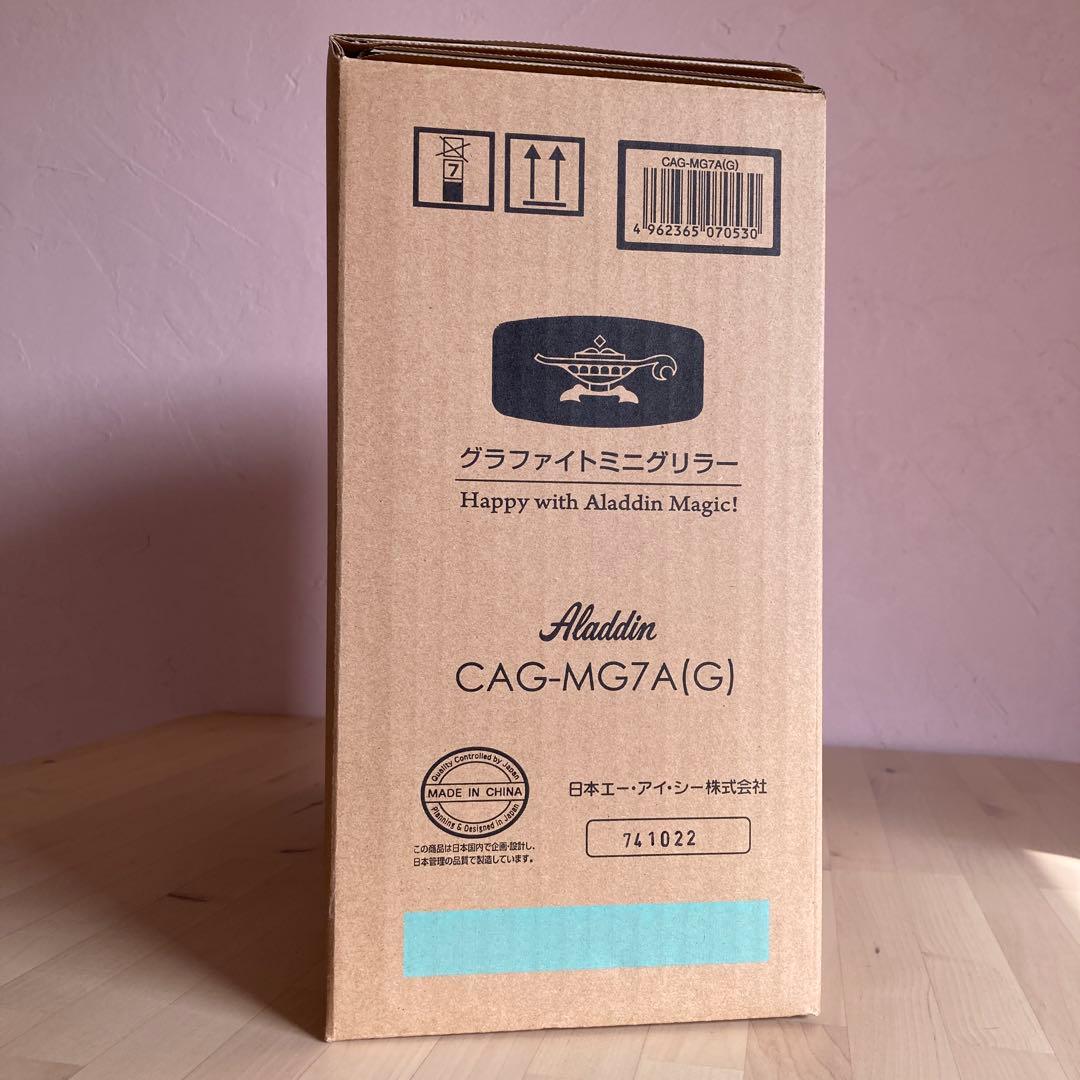 7
CAG-MG7A(G)
4 962365 070530
グラファイトミニグリラー
Happy with Aladdin Magic!
Aladdin
CAG-MG7A(G)
Quality Controlled by Japan
MADE IN CHINA
Planning & Designed in Japan
この商品は日本国内で企画・設計し、
日本管理の品質で製造しています。
日本エー・アイ・シー株式会社
741022